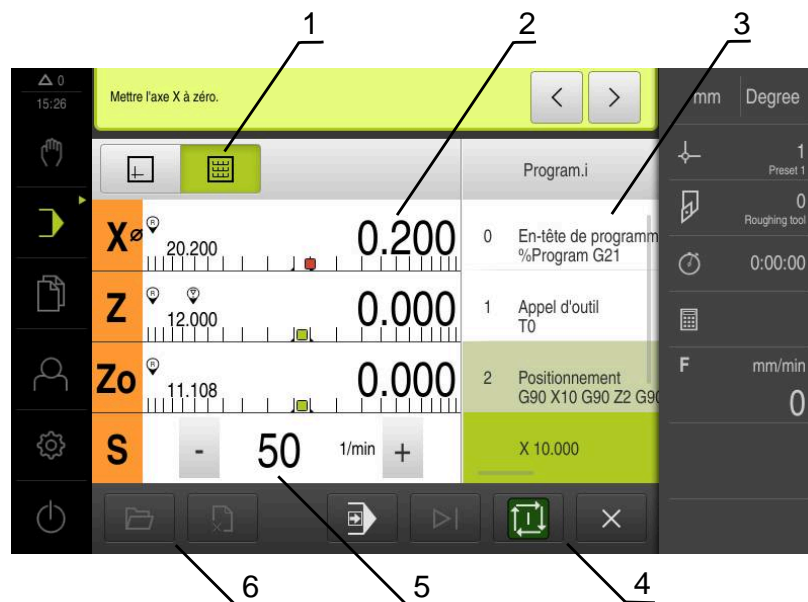 1 2 3
0
15:26
Mettre l'axe X à zéro.
< >
mm Degree
Program.i
1
Preset 1
0
Roughing tool
0:00:00
F mm/min
0
X⌀ R 20.200 0.200
Z R 12.000 0.000
Zo R 11.108 0.000
S - 50 1/min +
0 En-tête de programm
%Program G21
1 Appel d'outil
T0
2 Positionnement
G90 X10 G90 Z2 G90
X 10.000
6 5 4